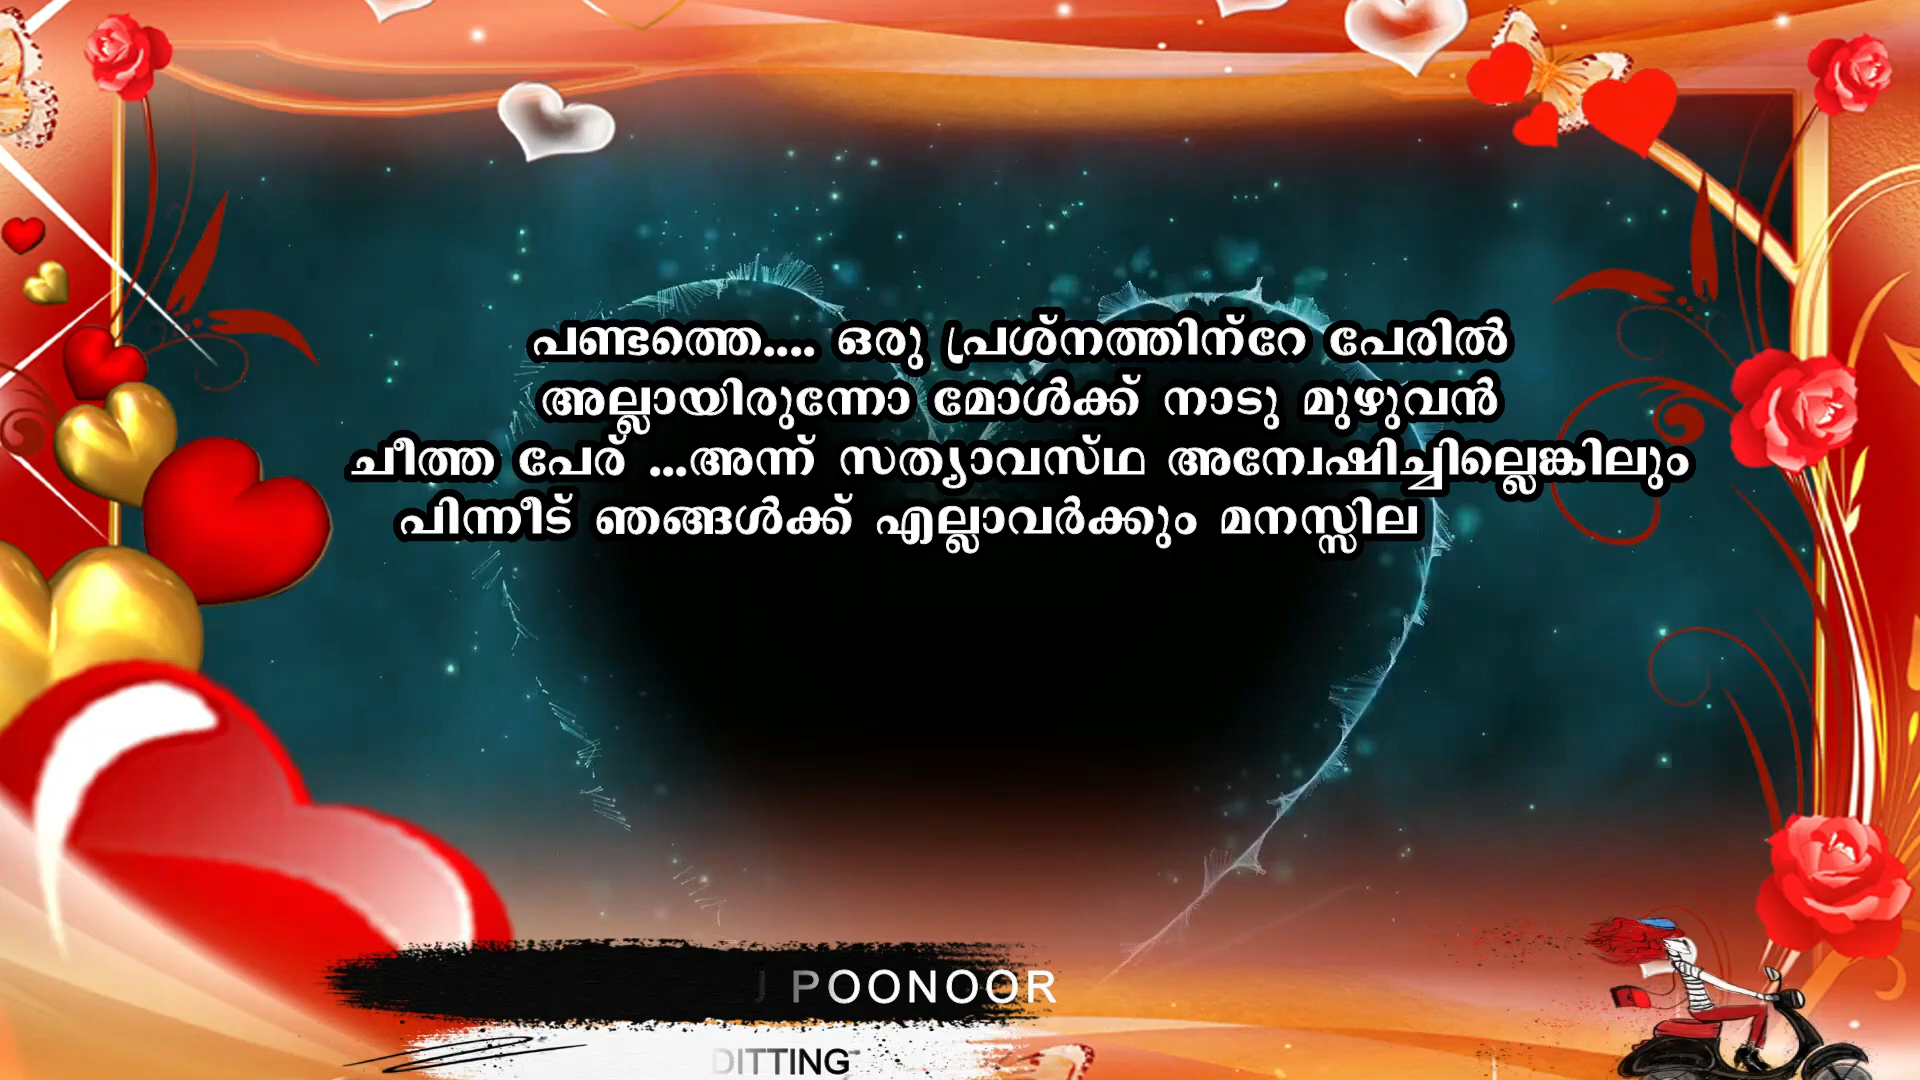 പണ്ടത്തെ.... ഒരു പ്രശ്നത്തിന്റേ പേരിൽ
അല്ലായിരുന്നോ മോൾക്ക് നാടു മുഴുവൻ
ചീത്ത പേര് ...അന്ന് സത്യാവസ്ഥ അന്വേഷിച്ചില്ലെങ്കിലും
പിന്നീട് ഞങ്ങൾക്ക് എല്ലാവർക്കും മനസ്സില
J POONOOR
DITTING